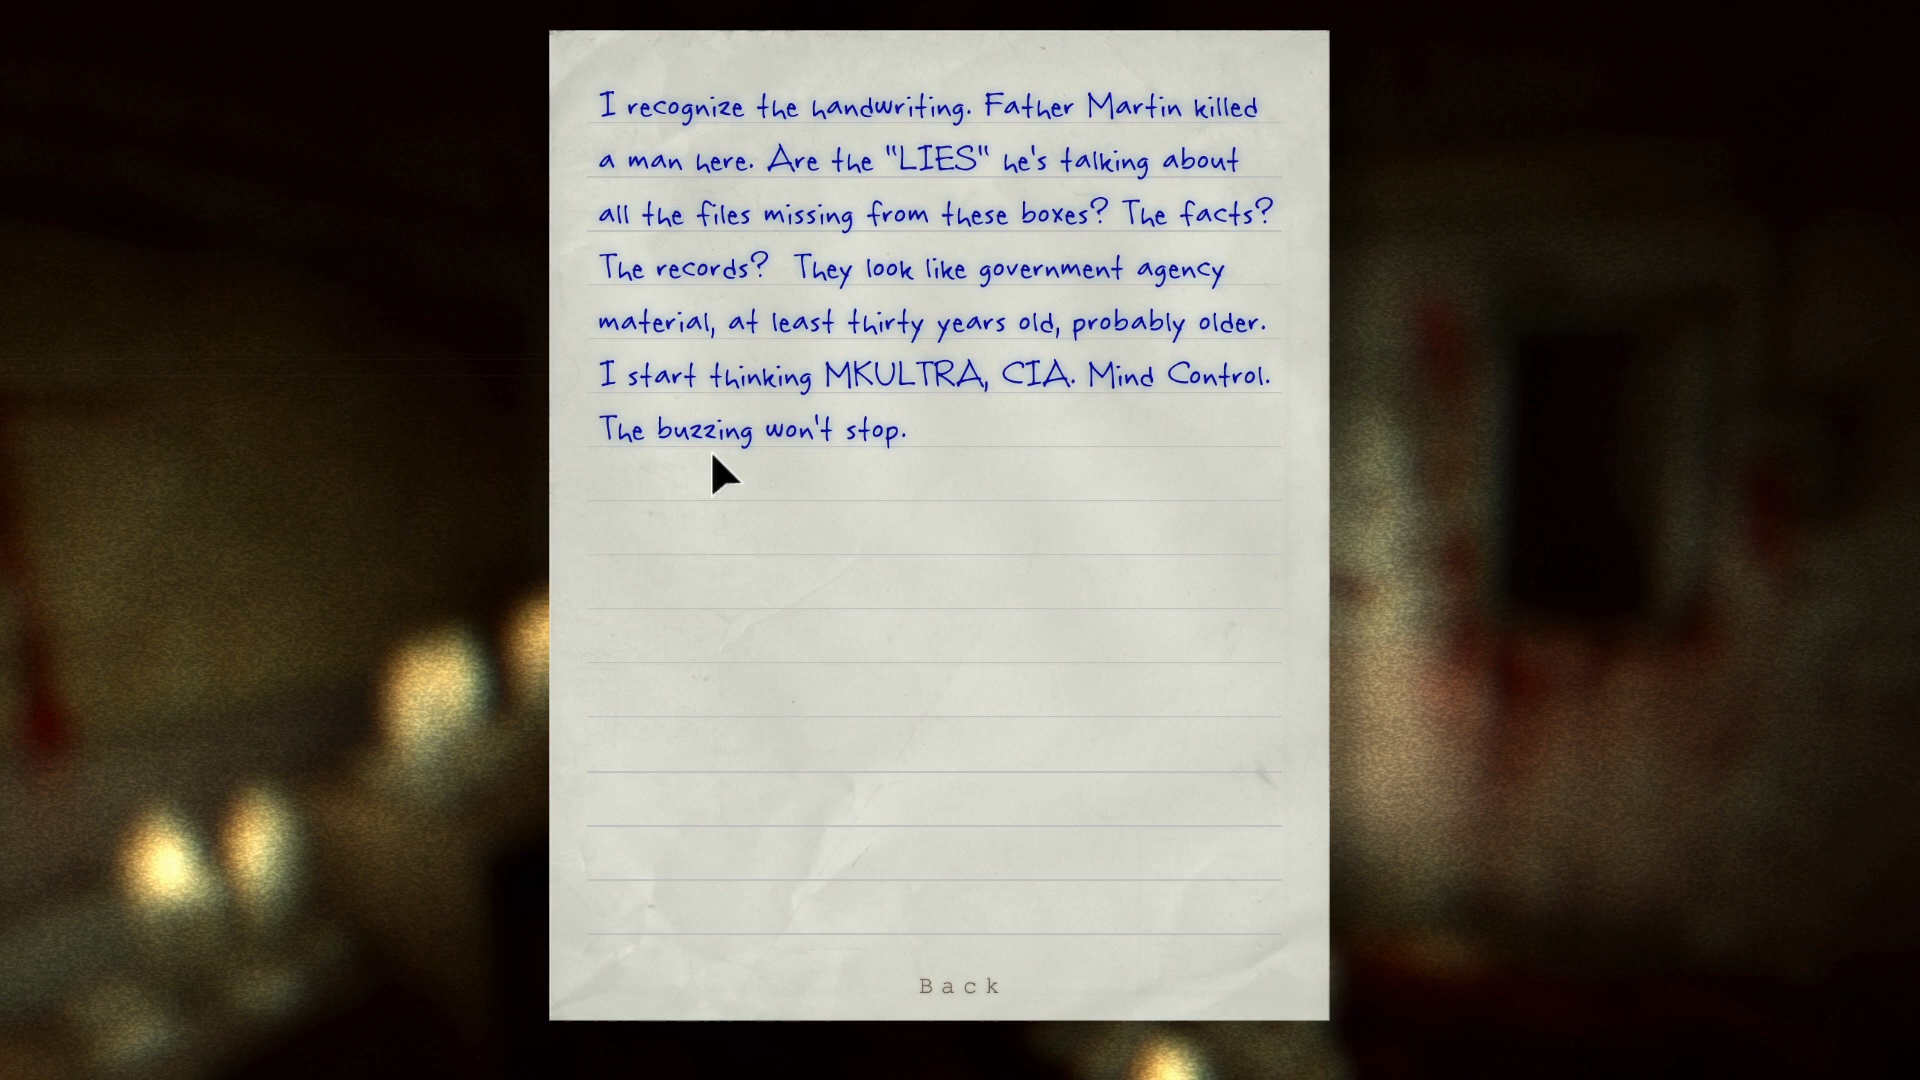 I recognize the handwriting. Father Martin killed
a man here. Are the "LIES" he's talking about
all the files missing from these boxes? The facts?
The records?  They look like government agency
material, at least thirty years old, probably older.
I start thinking MKULTRA, CIA. Mind Control.
The buzzing won't stop.
Back